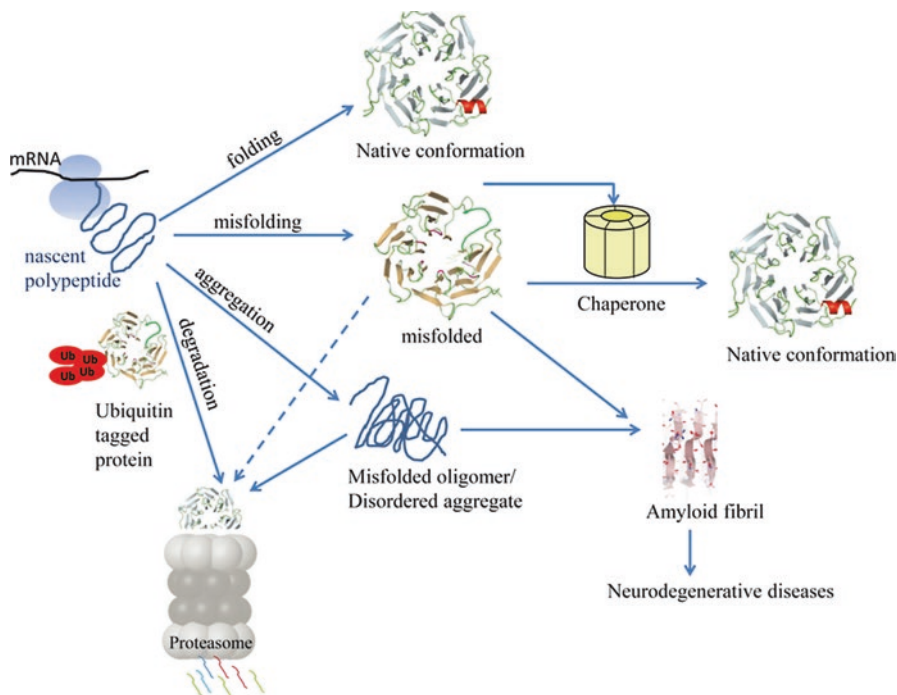 mRNA
nascent
polypeptide
folding
Native conformation
misfolding
misfolded
Chaperone
Native conformation
aggregation
degradation
Ub
Ub
Ub
Ub
Ubiquitin
tagged
protein
Misfolded oligomer/
Disordered aggregate
Amyloid fibril
Neurodegenerative diseases
Proteasome